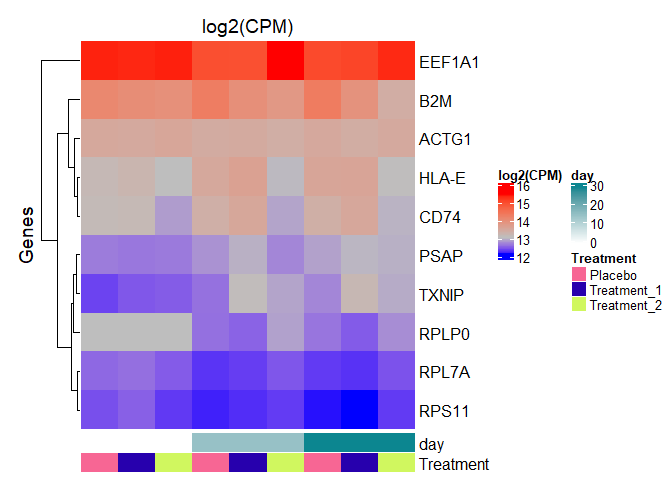 log2(CPM)
Genes
EEF1A1
B2M
ACTG1
HLA-E
CD74
PSAP
TXNIP
RPLP0
RPL7A
RPS11
day
Treatment
log2(CPM)
16
15
14
13
12
day
30
20
10
0
Treatment
Placebo
Treatment_1
Treatment_2